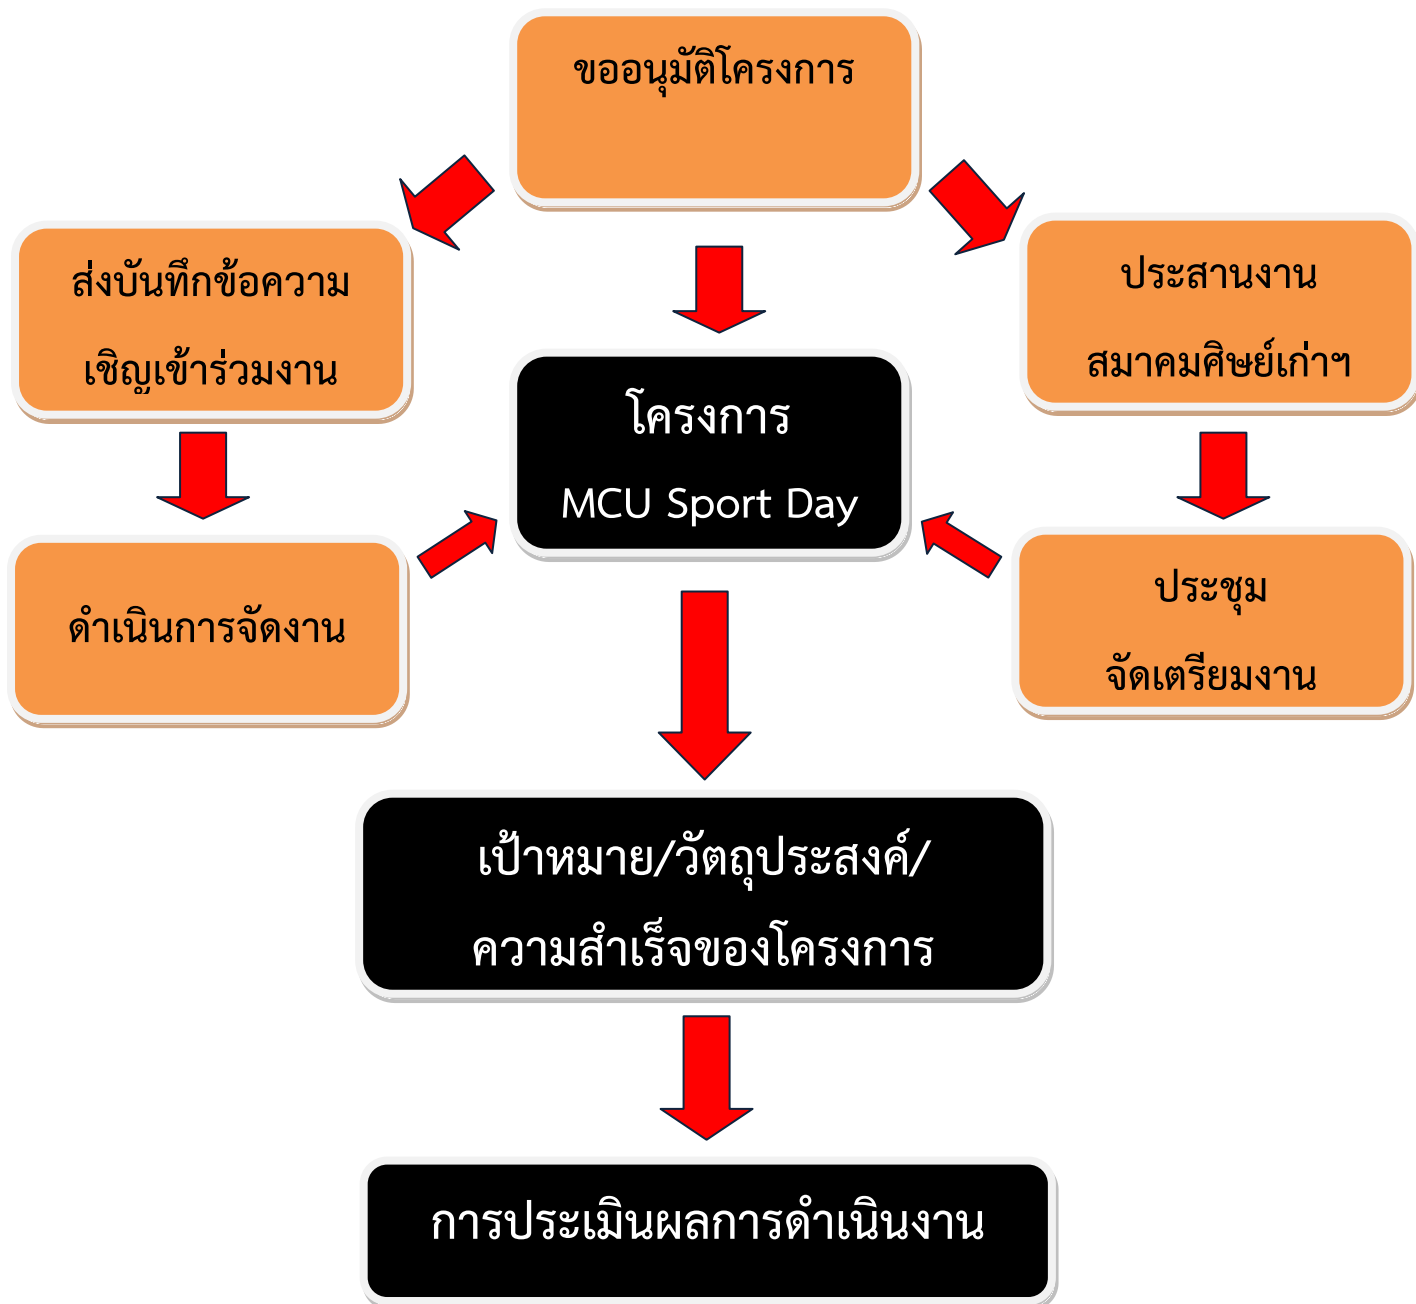 ขออนุมัติโครงการ
ส่งบันทึกข้อความ
เชิญเข้าร่วมงาน
ประสานงาน
สมาคมศิษย์เก่าฯ
โครงการ
MCU Sport Day
ดำเนินการจัดงาน
ประชุม
จัดเตรียมงาน
เป้าหมาย/วัตถุประสงค์/
ความสำเร็จของโครงการ
การประเมินผลการดำเนินงาน